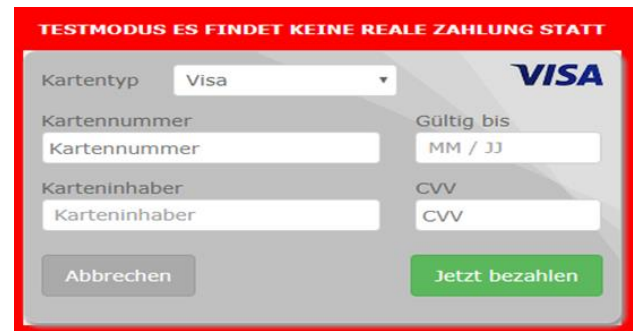 TESTMODUS ES FINDET KEINE REALE ZAHLUNG STATT
Kartentyp Visa VISA
Kartennummer Gültig bis
Kartennummer MM / JJ
Karteninhaber CVV
Karteninhaber CVV
Abbrechen Jetzt bezahlen